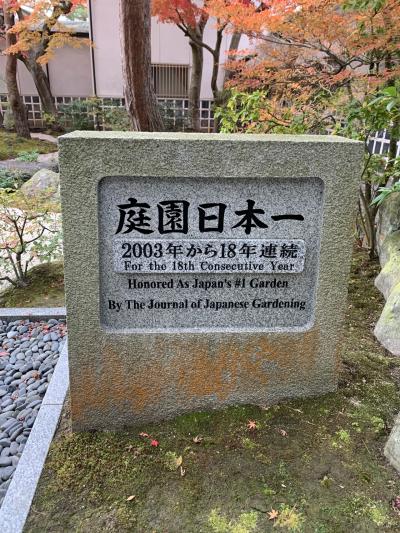 庭園日本一
2003年から18年連続
For the 18th Consecutive Year
Honored As Japan's #1 Garden
By The Journal of Japanese Gardening